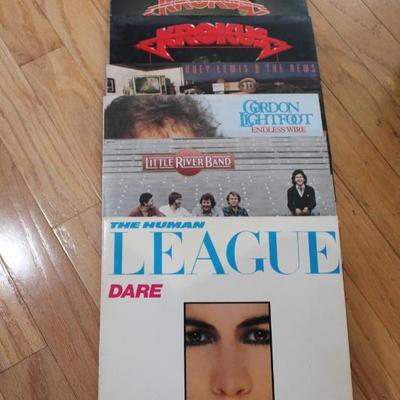 KROKUS
KROKUS
HUEY LEWIS & THE NEWS
GORDON
LIGHTFOOT
ENDLESS WIRE
LITTLE RIVER BAND
THE HUMAN
LEAGUE
DARE